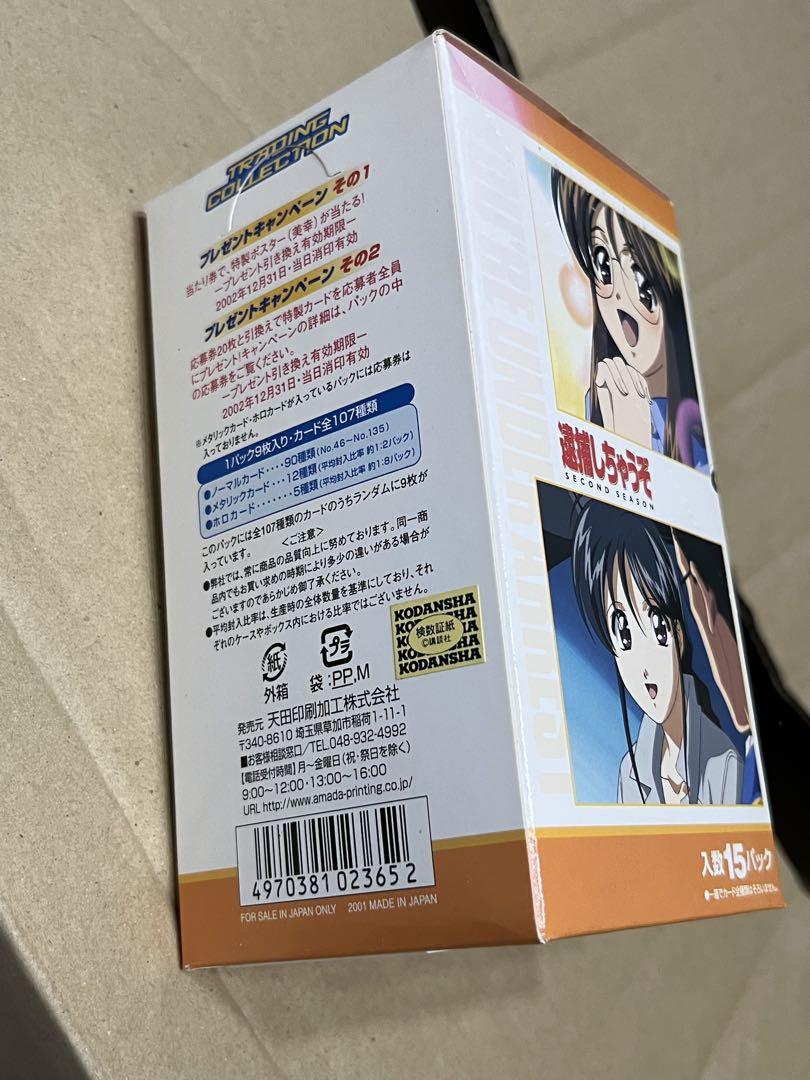 TRADING
COLLECTION
プレゼントキャンペーン その1
当たり券で、特製ポスター(美幸)が当たる!
ープレゼント引き換え有効期限ー
2002年12月31日・当日消印有効
プレゼントキャンペーン その2
応募券20枚と引換えで特製カードを応募者全員
にプレゼント!キャンペーンの詳細は、パックの中
の応募券をご覧ください。
ープレゼント引き換え有効期限ー
2002年12月31日・当日消印有効
※メタリックカード・ホロカードが入っているパックには応募券は
入っておりません。
1パック9枚入り・カード全107種類
●ノーマルカード・・・・90種類(No.46〜No.135)
●メタリックカード・・・12種類(平均封入比率 約1:2パック)
●ホロカード・・・・・・・5種類(平均封入比率 約1:8パック)
このパックには全107種類のカードのうちランダムに9枚が
入っています。
<ご注意>
●弊社では、常に商品の品質向上に努めております。同一商
品内でもお買い求めの時期により多少の違いがある場合が
ございますのであらかじめ御了承ください。
●平均封入比率は、生産時の全体数量を基準にしており、それ
ぞれのケースやボックス内における比率ではございません。
紙
外箱
プラ
袋:PP,M
KODANSHA
検数証紙
©講談社
KODANSHA
発売元 天田印刷加工株式会社
〒340-8610 埼玉県草加市稲荷1-11-1
■お客様相談窓口/TEL.048-932-4992
【電話受付時間】月〜金曜日(祝・祭日を除く)
9:00〜12:00・13:00〜16:00
URL http://www.amada-printing.co.jp/
4970381023652
FOR SALE IN JAPAN ONLY 2001 MADE IN JAPAN
逮捕しちゃうぞ
SECOND SEASON
入数15パック